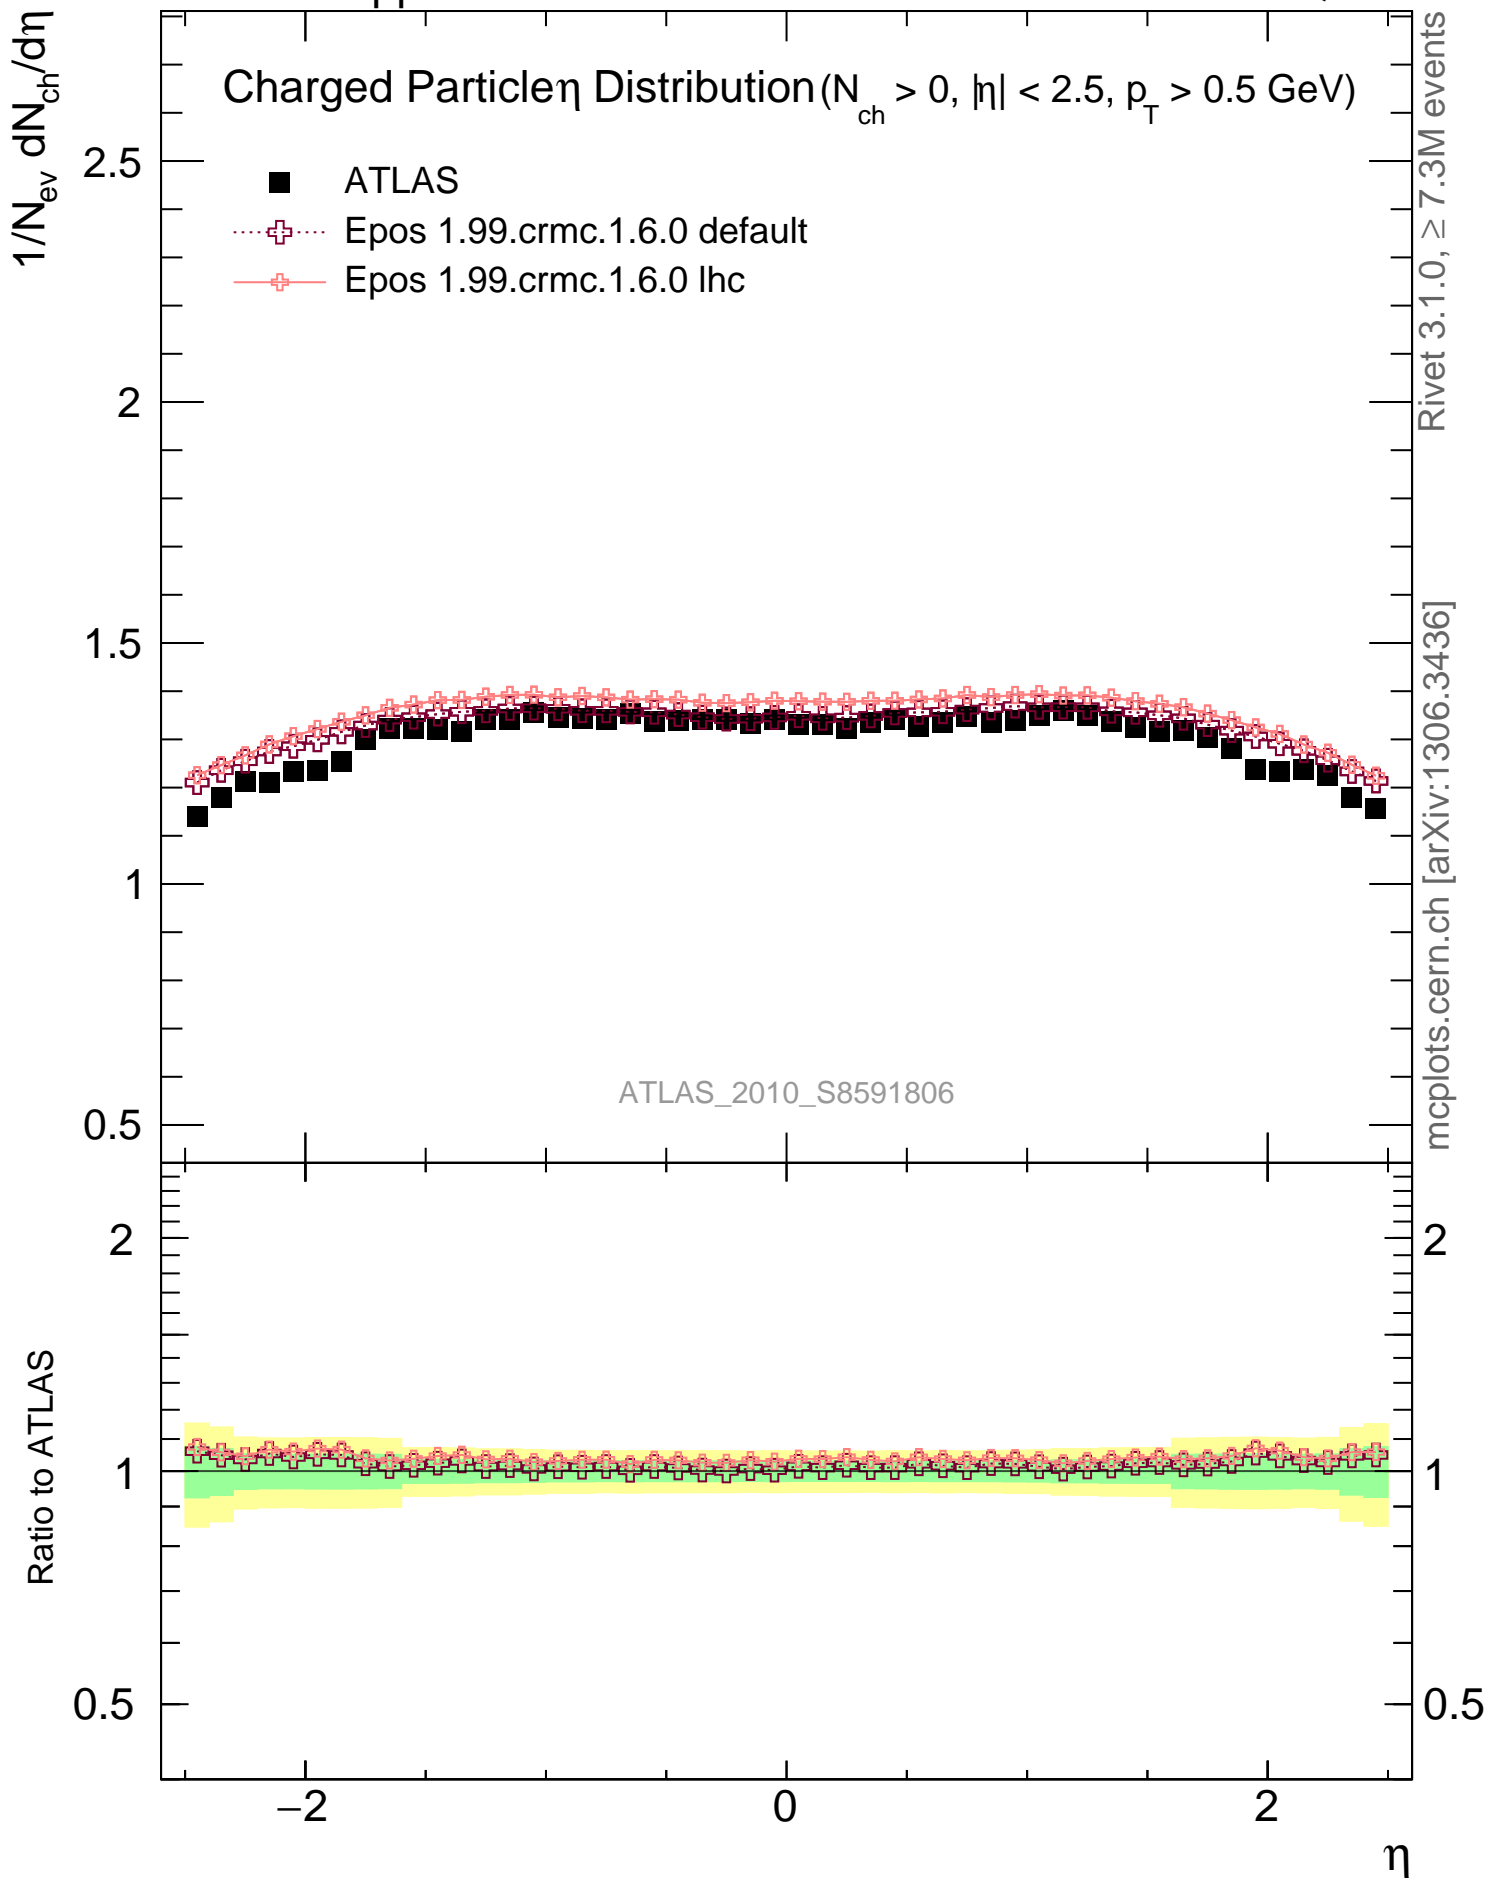 Charged Particleη Distribution (N_ch > 0, |η| < 2.5, p_T > 0.5 GeV)
1/N_ev dN_ch/dη
ATLAS
Epos 1.99.crmc.1.6.0 default
Epos 1.99.crmc.1.6.0 lhc
2.5
2
1.5
1
0.5
ATLAS_2010_S8591806
Rivet 3.1.0, ≥ 7.3M events
mcplots.cern.ch [arXiv:1306.3436]
Ratio to ATLAS
2
1
0.5
2
1
0.5
−2
0
2
η